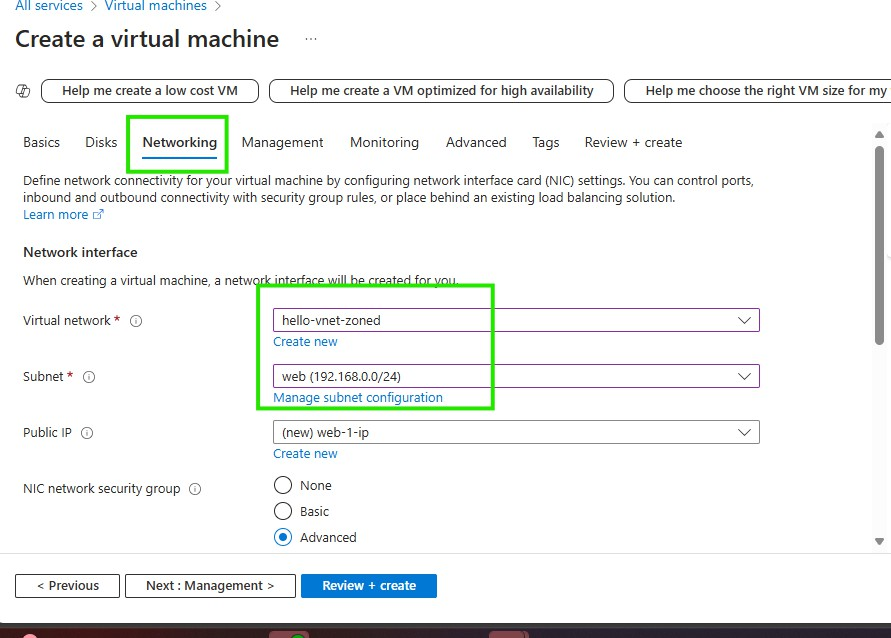 All services > Virtual machines >
Create a virtual machine ...
Help me create a low cost VM Help me create a VM optimized for high availability Help me choose the right VM size for my
Basics Disks Networking Management Monitoring Advanced Tags Review + create
Define network connectivity for your virtual machine by configuring network interface card (NIC) settings. You can control ports,
inbound and outbound connectivity with security group rules, or place behind an existing load balancing solution.
Learn more
Network interface
When creating a virtual machine, a network interface will be created for you.
Virtual network * hello-vnet-zoned
Create new
Subnet * web (192.168.0.0/24)
Manage subnet configuration
Public IP (new) web-1-ip
Create new
NIC network security group None
Basic
Advanced
< Previous Next : Management > Review + create